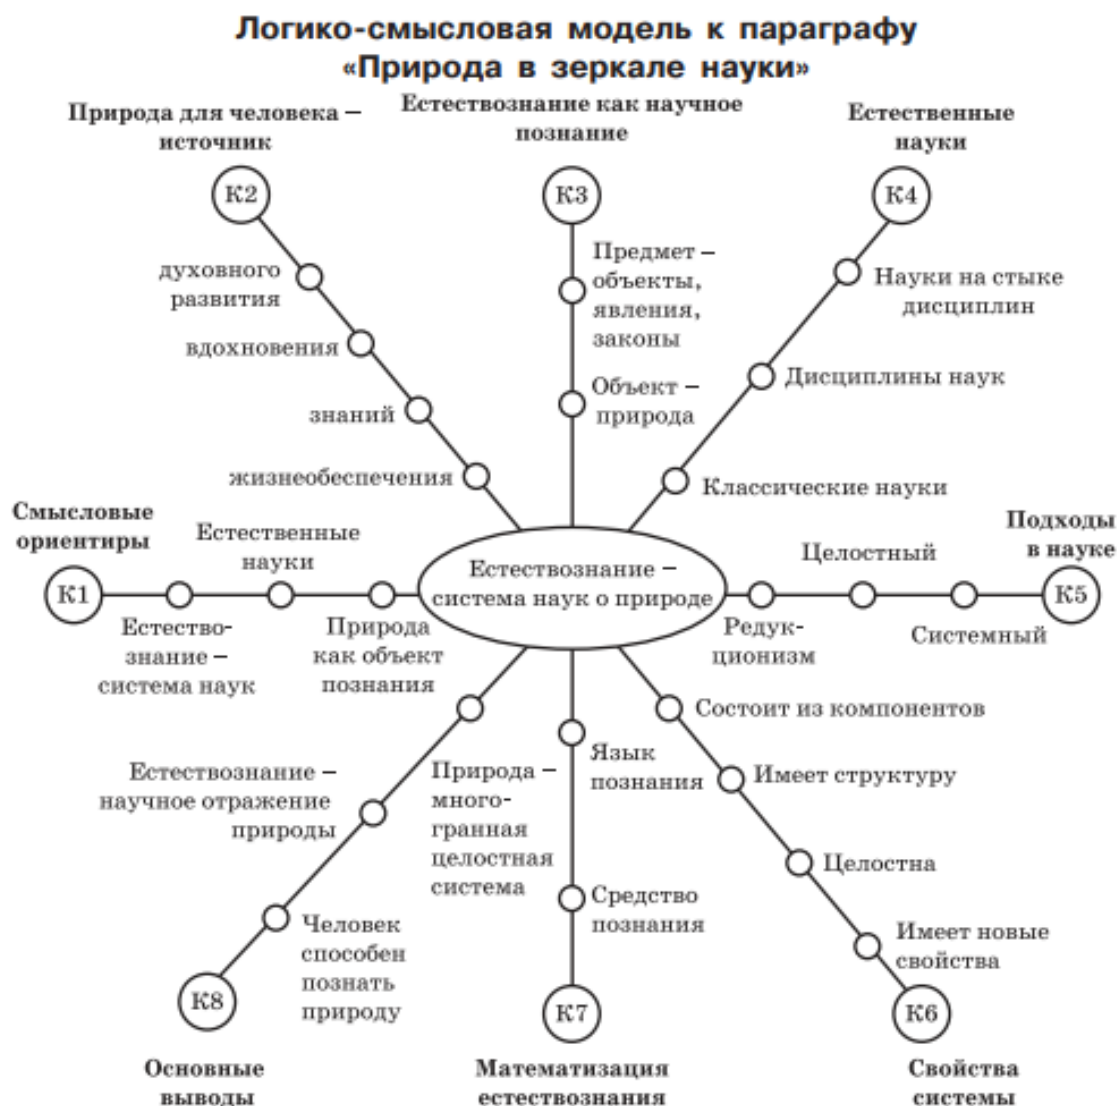 Логико-смысловая модель к параграфу
«Природа в зеркале науки»
Природа для человека –
источник
К2
духовного
развития
вдохновения
знаний
жизнеобеспечения
Естествознание как научное
познание
К3
Предмет –
объекты,
явления,
законы
Объект –
природа
Естественные
науки
К4
Науки на стыке
дисциплин
Дисциплины наук
Классические науки
Смысловые
ориентиры
К1
Естественные
науки
Естество-
знание –
система наук
Природа
как объект
познания
Естествознание –
система наук о природе
Подходы
в науке
К5
Целостный
Редук-
ционизм
Системный
Естествознание –
научное отражение
природы
Природа –
много-
гранная
целостная
система
Человек
способен
познать
природу
К8
Основные
выводы
Язык
познания
Средство
познания
К7
Математизация
естествознания
Состоит из компонентов
Имеет структуру
Целостна
Имеет новые
свойства
К6
Свойства
системы